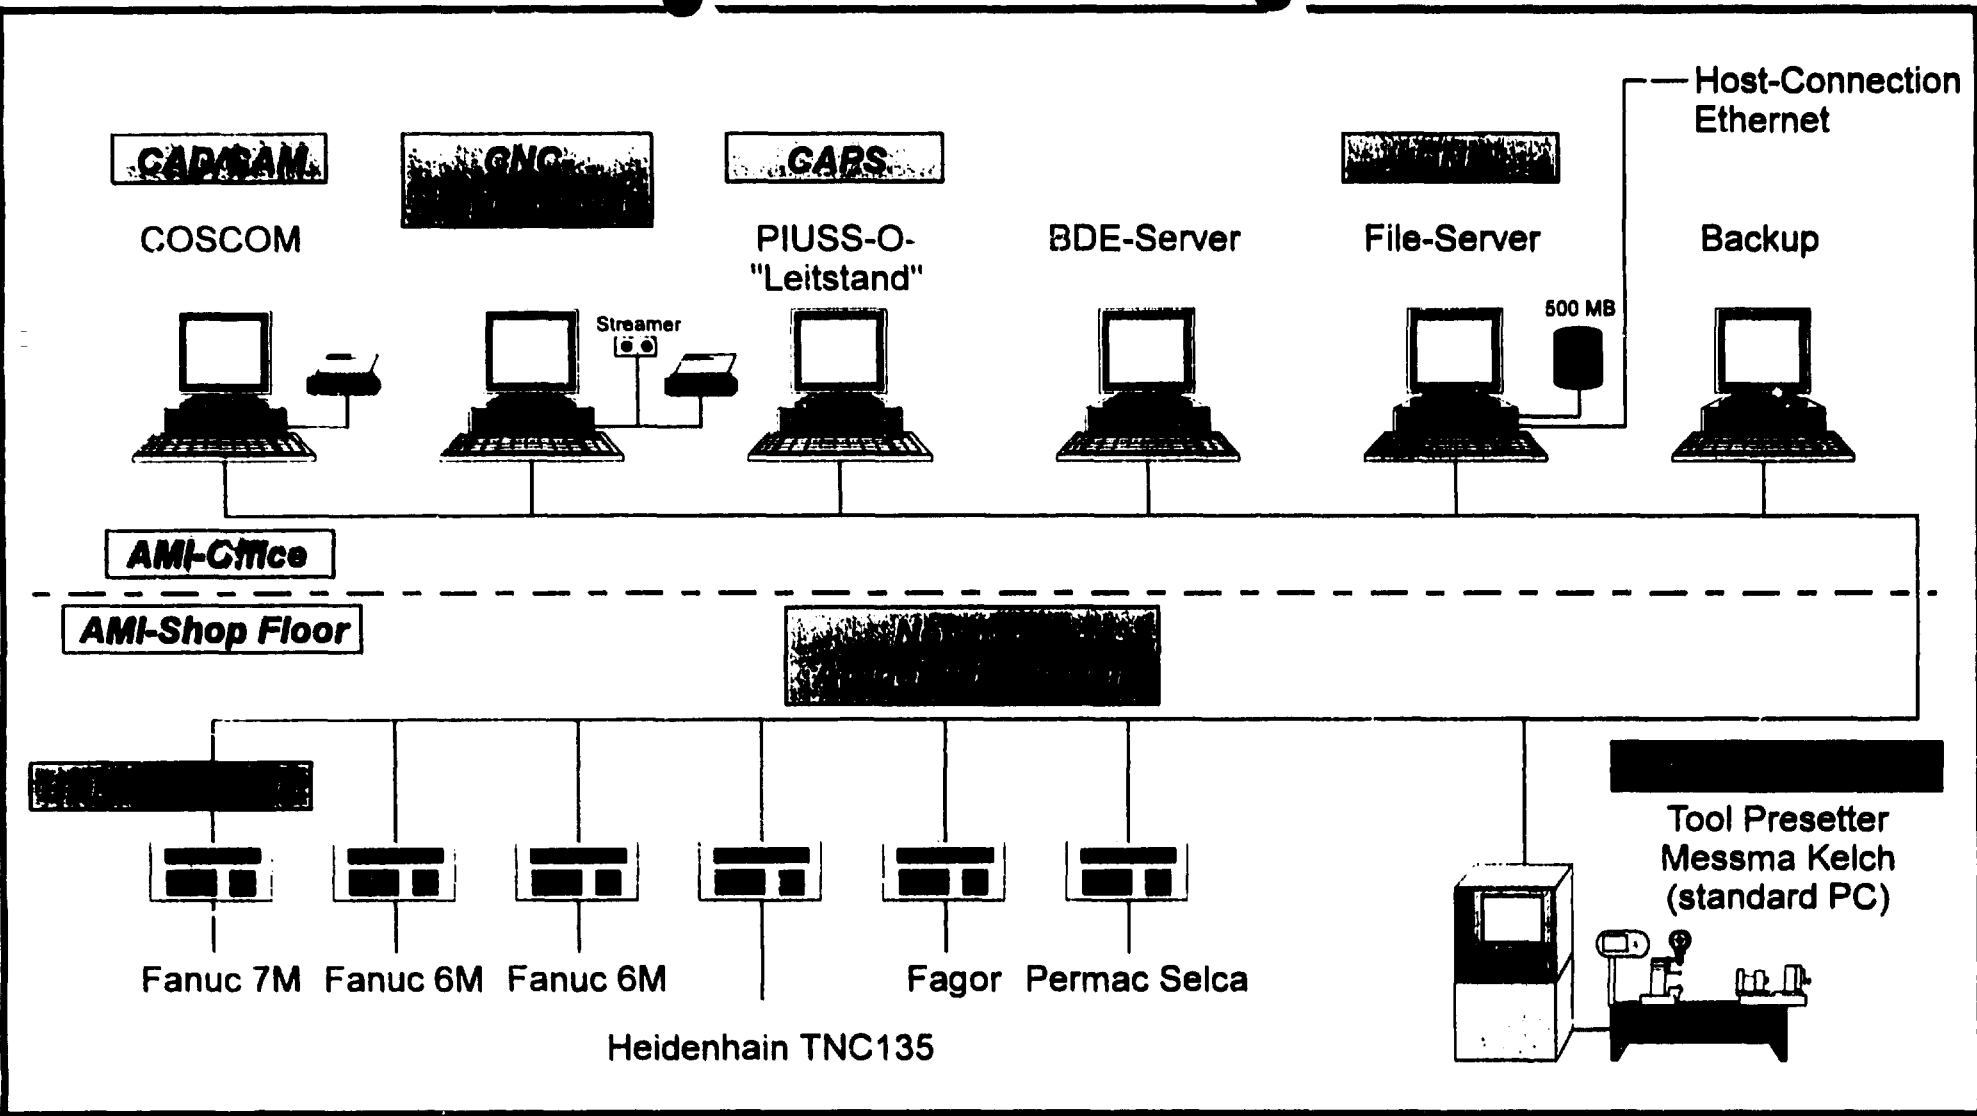 Host-Connection
Ethernet
CAD/CAM
CNC-
CAPS
COSCOM
PIUSS-O-
"Leitstand"
BDE-Server
File-Server
Backup
Streamer
500 MB
AMI-Office
AMI-Shop Floor
Tool Presetter
Messma Kelch
(standard PC)
Fanuc 7M
Fanuc 6M
Fanuc 6M
Fagor
Permac Selca
Heidenhain TNC135